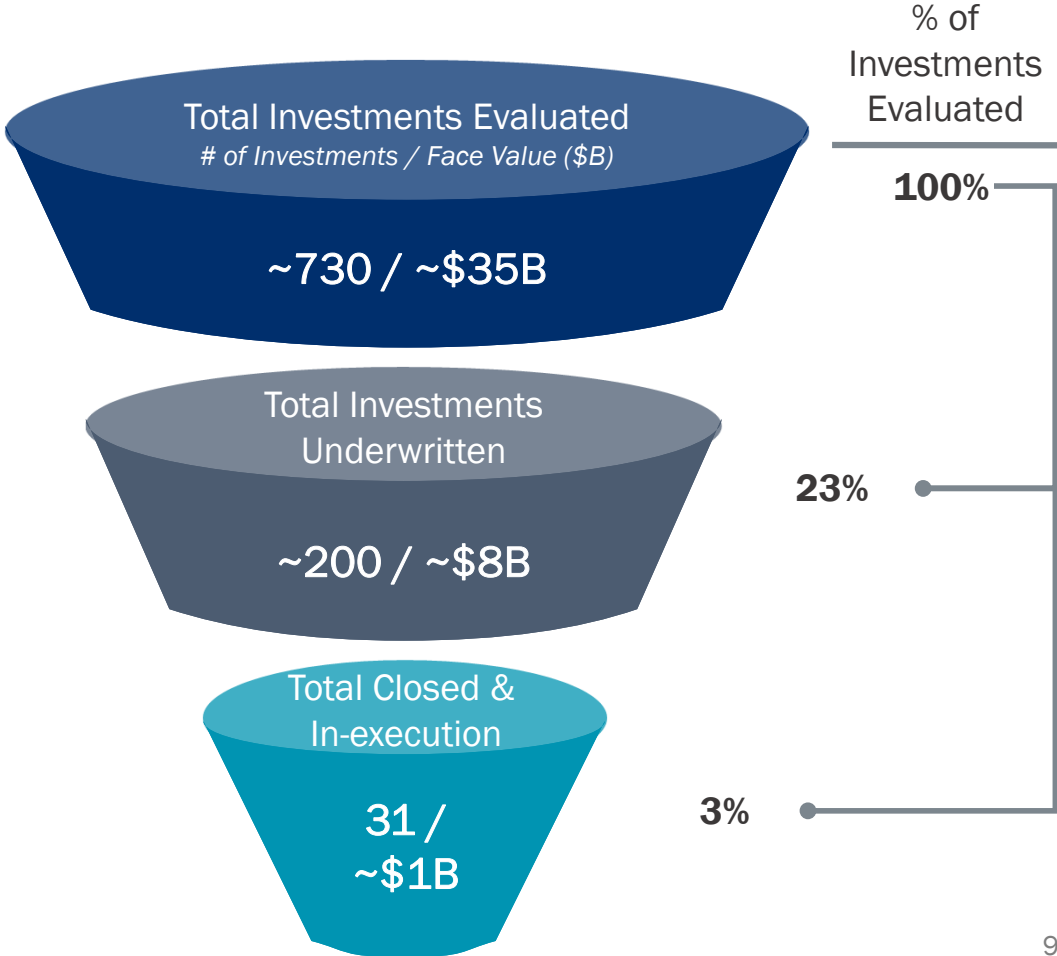 % of
Investments
Evaluated
Total Investments Evaluated
# of Investments / Face Value ($B)
100%
~730 / ~$35B
Total Investments
Underwritten
23%
~200 / ~$8B
Total Closed &
In-execution
3%
31 /
~$1B
9